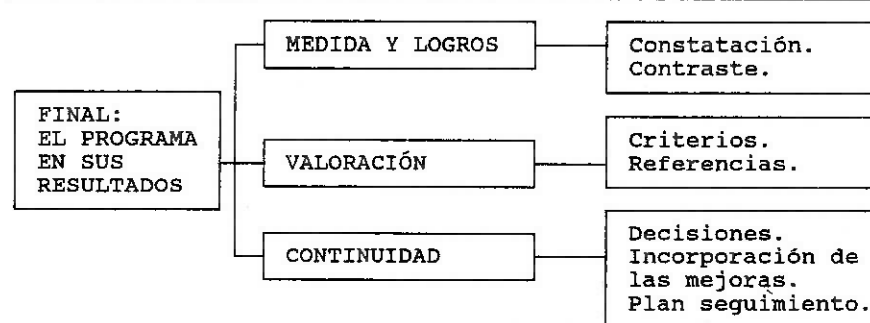 FINAL:
EL PROGRAMA
EN SUS
RESULTADOS
MEDIDA Y LOGROS
Constatación.
Contraste.
VALORACIÓN
Criterios.
Referencias.
CONTINUIDAD
Decisiones.
Incorporación de
las mejoras.
Plan seguimiento.